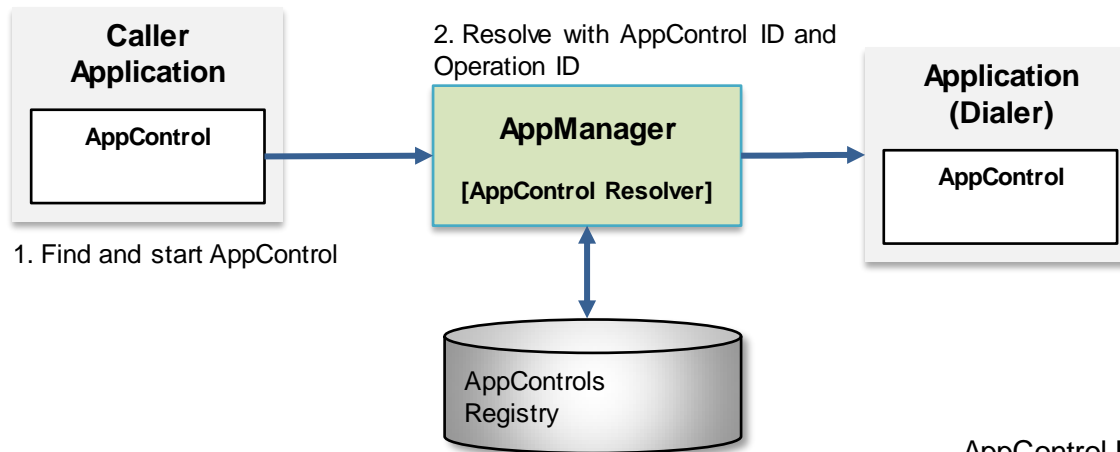 Caller
Application
AppControl
1. Find and start AppControl
2. Resolve with AppControl ID and
Operation ID
AppManager
[AppControl Resolver]
AppControls
Registry
Application
(Dialer)
AppControl
AppControl